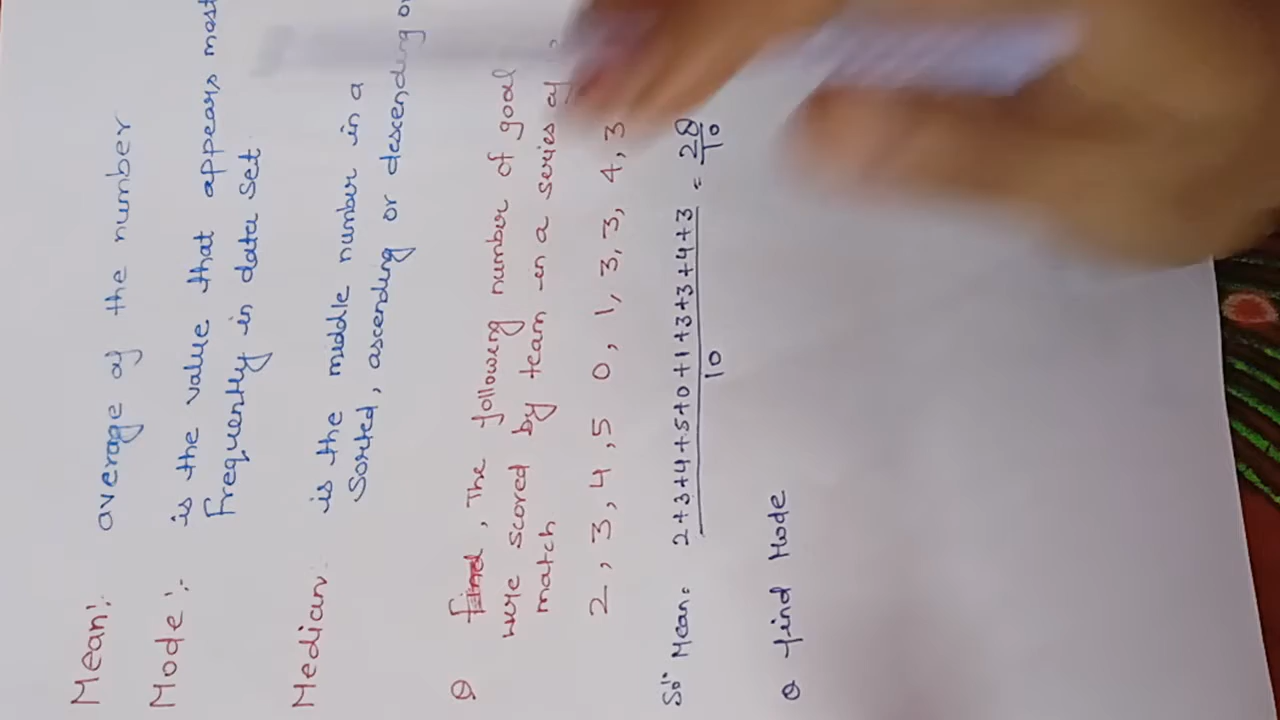 Mean:- average of the number
Mode:- is the value that appears most
frequently in data set
Median: is the middle number in a
Sorted, ascending or descending or
Q find, The following number of goal
were scored by team in a series of
match
2, 3, 4, 5 0, 1, 3, 3, 4, 3
Soln Mean = 2+3+4+5+0+1+3+3+4+3 = 28
10 10
Q find Mode